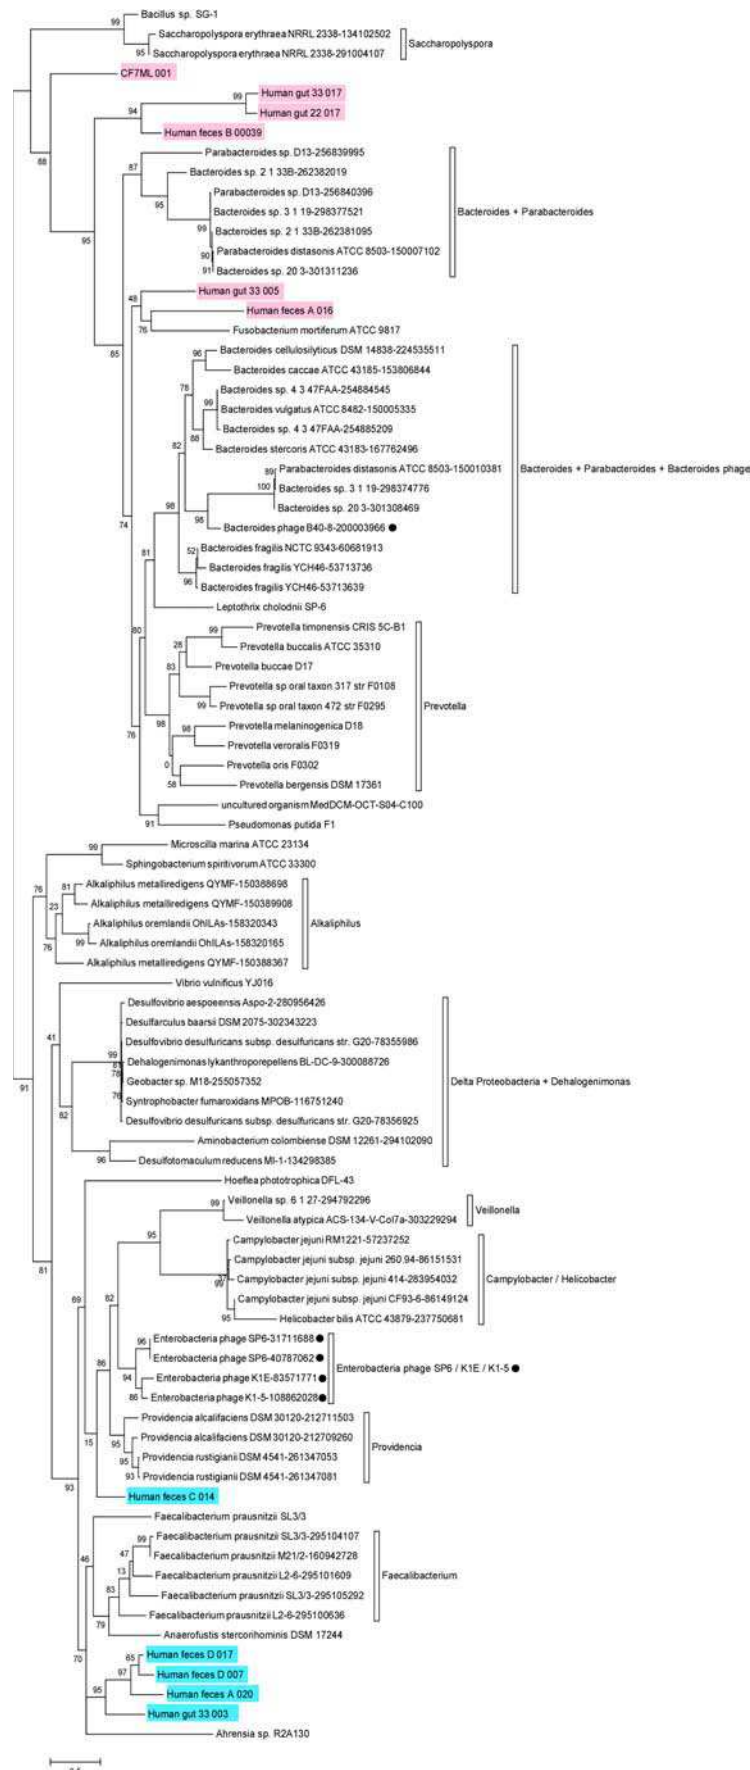 Bacillus sp. SG-1
99
Saccharopolyspora erythraea NRRL 2338-134102502
Saccharopolyspora
95
Saccharopolyspora erythraea NRRL 2338-291004107
CF7ML 001
88
Human gut 33 017
99
Human gut 22 017
94
Human feces B 00039
95
Parabacteroides sp. D13-256839995
87
Bacteroides sp. 2 1 33B-262382019
95
Parabacteroides sp. D13-256840396
Bacteroides sp. 3 1 19-298377521
Bacteroides + Parabacteroides
99
Bacteroides sp. 2 1 33B-262381095
90
Parabacteroides distasonis ATCC 8503-150007102
91
Bacteroides sp. 20 3-301311236
85
Human gut 33 005
48
Human feces A 016
76
Fusobacterium mortiferum ATCC 9817
74
Bacteroides cellulosilyticus DSM 14838-224535511
96
Bacteroides caccae ATCC 43185-153806844
78
Bacteroides sp. 4 3 47FAA-254884545
99
Bacteroides vulgatus ATCC 8482-150005335
88
Bacteroides sp. 4 3 47FAA-254885209
82
Bacteroides stercoris ATCC 43183-167762496
89
Parabacteroides distasonis ATCC 8503-150010381
Bacteroides + Parabacteroides + Bacteroides phage
100
Bacteroides sp. 3 1 19-298374776
98
Bacteroides sp. 20 3-301308469
98
Bacteroides phage B40-8-200003966
52
Bacteroides fragilis NCTC 9343-60681913
81
Bacteroides fragilis YCH46-53713736
96
Bacteroides fragilis YCH46-53713639
Leptothrix cholodnii SP-6
80
Prevotella timonensis CRIS 5C-B1
99
Prevotella buccalis ATCC 35310
28
Prevotella buccae D17
83
Prevotella sp oral taxon 317 str F0108
99
Prevotella sp oral taxon 472 str F0295
Prevotella
98
Prevotella melaninogenica D18
98
Prevotella veroralis F0319
76
0
Prevotella oris F0302
58
Prevotella bergensis DSM 17361
uncultured organism MedDCM-OCT-S04-C100
91
Pseudomonas putida F1
Microscilla marina ATCC 23134
99
Sphingobacterium spiritivorum ATCC 33300
76
81
Alkaliphilus metalliredigens QYMF-150388698
Alkaliphilus metalliredigens QYMF-150389908
23
Alkaliphilus oremlandii OhILAs-158320343
Alkaliphilus
99
Alkaliphilus oremlandii OhILAs-158320165
76
Alkaliphilus metalliredigens QYMF-150388367
Vibrio vulnificus YJ016
41
Desulfovibrio aespoeensis Aspo-2-280956426
Desulfarculus baarsii DSM 2075-302343223
Desulfovibrio desulfuricans subsp. desulfuricans str. G20-78355986
99
Dehalogenimonas lykanthroporepellens BL-DC-9-300088726
78
Geobacter sp. M18-255057352
Delta Proteobacteria + Dehalogenimonas
91
76
Syntrophobacter fumaroxidans MPOB-116751240
82
Desulfovibrio desulfuricans subsp. desulfuricans str. G20-78356925
Aminobacterium colombiense DSM 12261-294102090
96
Desulfotomaculum reducens MI-1-134298385
Hoeflea phototrophica DFL-43
Veillonella sp. 6 1 27-294792296
99
Veillonella
Veillonella atypica ACS-134-V-Col7a-303229294
95
Campylobacter jejuni RM1221-57237252
Campylobacter jejuni subsp. jejuni 260.94-86151531
81
Campylobacter jejuni subsp. jejuni 414-283954032
Campylobacter / Helicobacter
99
Campylobacter jejuni subsp. jejuni CF93-6-86149124
69
82
95
Helicobacter bilis ATCC 43879-237750681
96
Enterobacteria phage SP6-31711688
Enterobacteria phage SP6-40787062
Enterobacteria phage SP6 / K1E / K1-5
86
94
Enterobacteria phage K1E-83571771
86
Enterobacteria phage K1-5-108862028
Providencia alcalifaciens DSM 30120-212711503
15
95
Providencia alcalifaciens DSM 30120-212709260
Providencia
Providencia rustigianii DSM 4541-261347053
93
Providencia rustigianii DSM 4541-261347081
93
Human feces C 014
Faecalibacterium prausnitzii SL3/3
46
99
Faecalibacterium prausnitzii SL3/3-295104107
47
Faecalibacterium prausnitzii M21/2-160942728
13
Faecalibacterium prausnitzii L2-6-295101609
Faecalibacterium
83
Faecalibacterium prausnitzii SL3/3-295105292
Faecalibacterium prausnitzii L2-6-295100636
79
Anaerofustis stercorihominis DSM 17244
70
65
Human feces D 017
97
Human feces D 007
95
Human feces A 020
Human gut 33 003
Ahrensia sp. R2A130